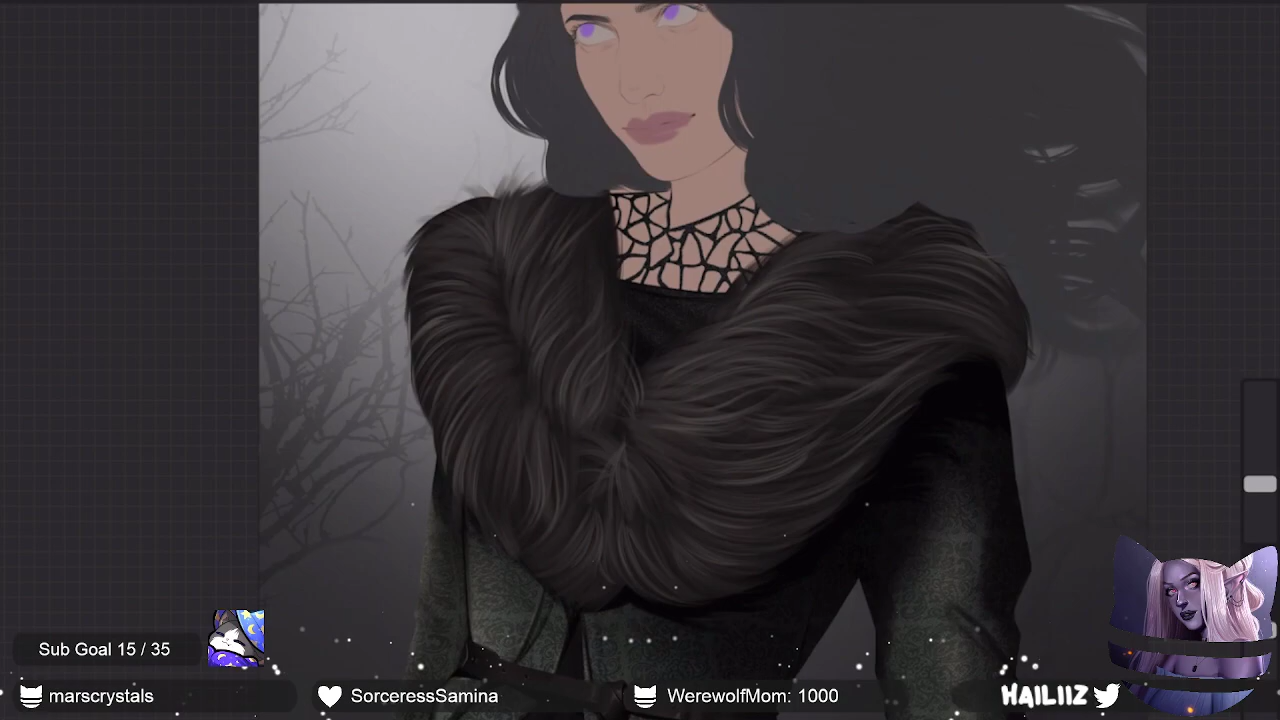 Sub Goal 15 / 35
marscrystals
SorceressSamina
WerewolfMom: 1000
HAILIIZ